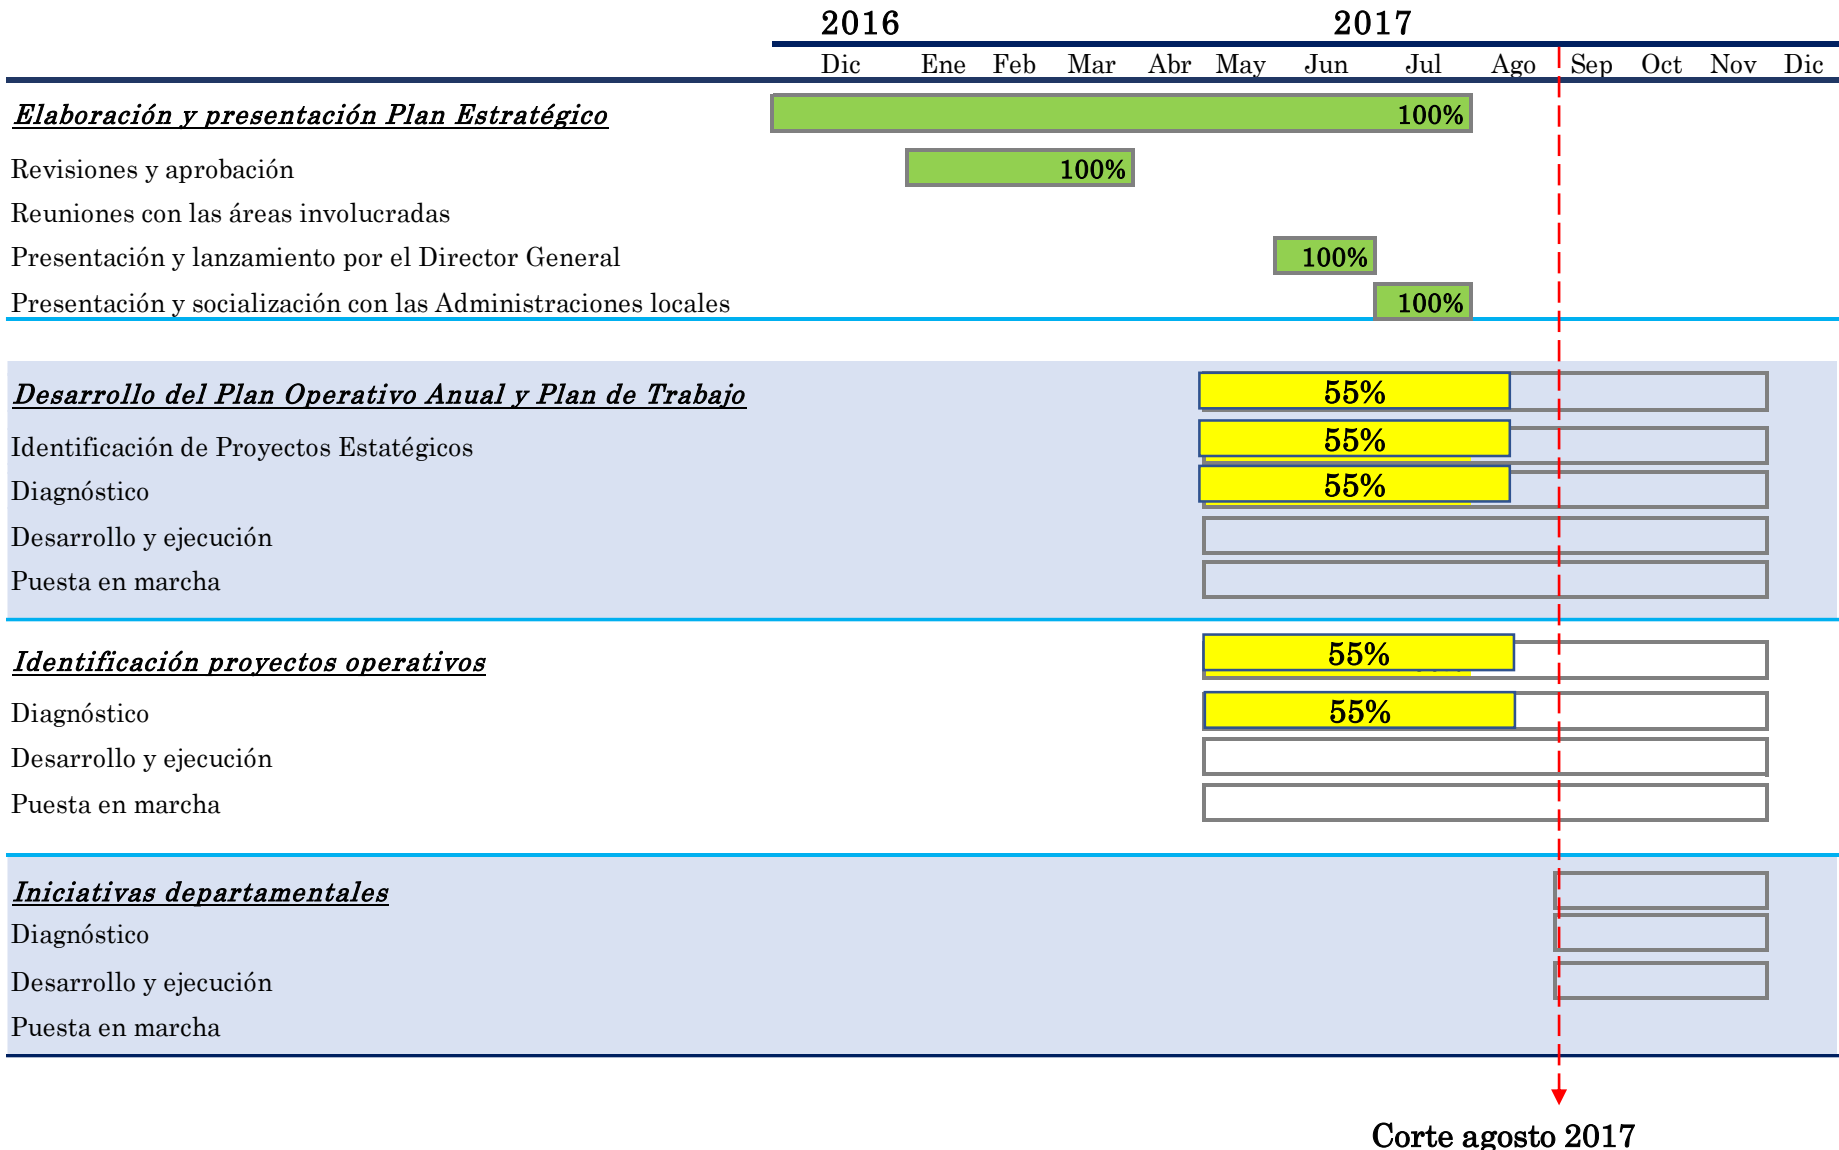 2016 2017
Dic Ene Feb Mar Abr May Jun Jul Ago Sep Oct Nov Dic
Elaboración y presentación Plan Estratégico 100%
Revisiones y aprobación 100%
Reuniones con las áreas involucradas
Presentación y lanzamiento por el Director General 100%
Presentación y socialización con las Administraciones locales 100%
Desarrollo del Plan Operativo Anual y Plan de Trabajo 55%
Identificación de Proyectos Estatégicos 55%
Diagnóstico 55%
Desarrollo y ejecución
Puesta en marcha
Identificación proyectos operativos 55%
Diagnóstico 55%
Desarrollo y ejecución
Puesta en marcha
Iniciativas departamentales
Diagnóstico
Desarrollo y ejecución
Puesta en marcha
Corte agosto 2017